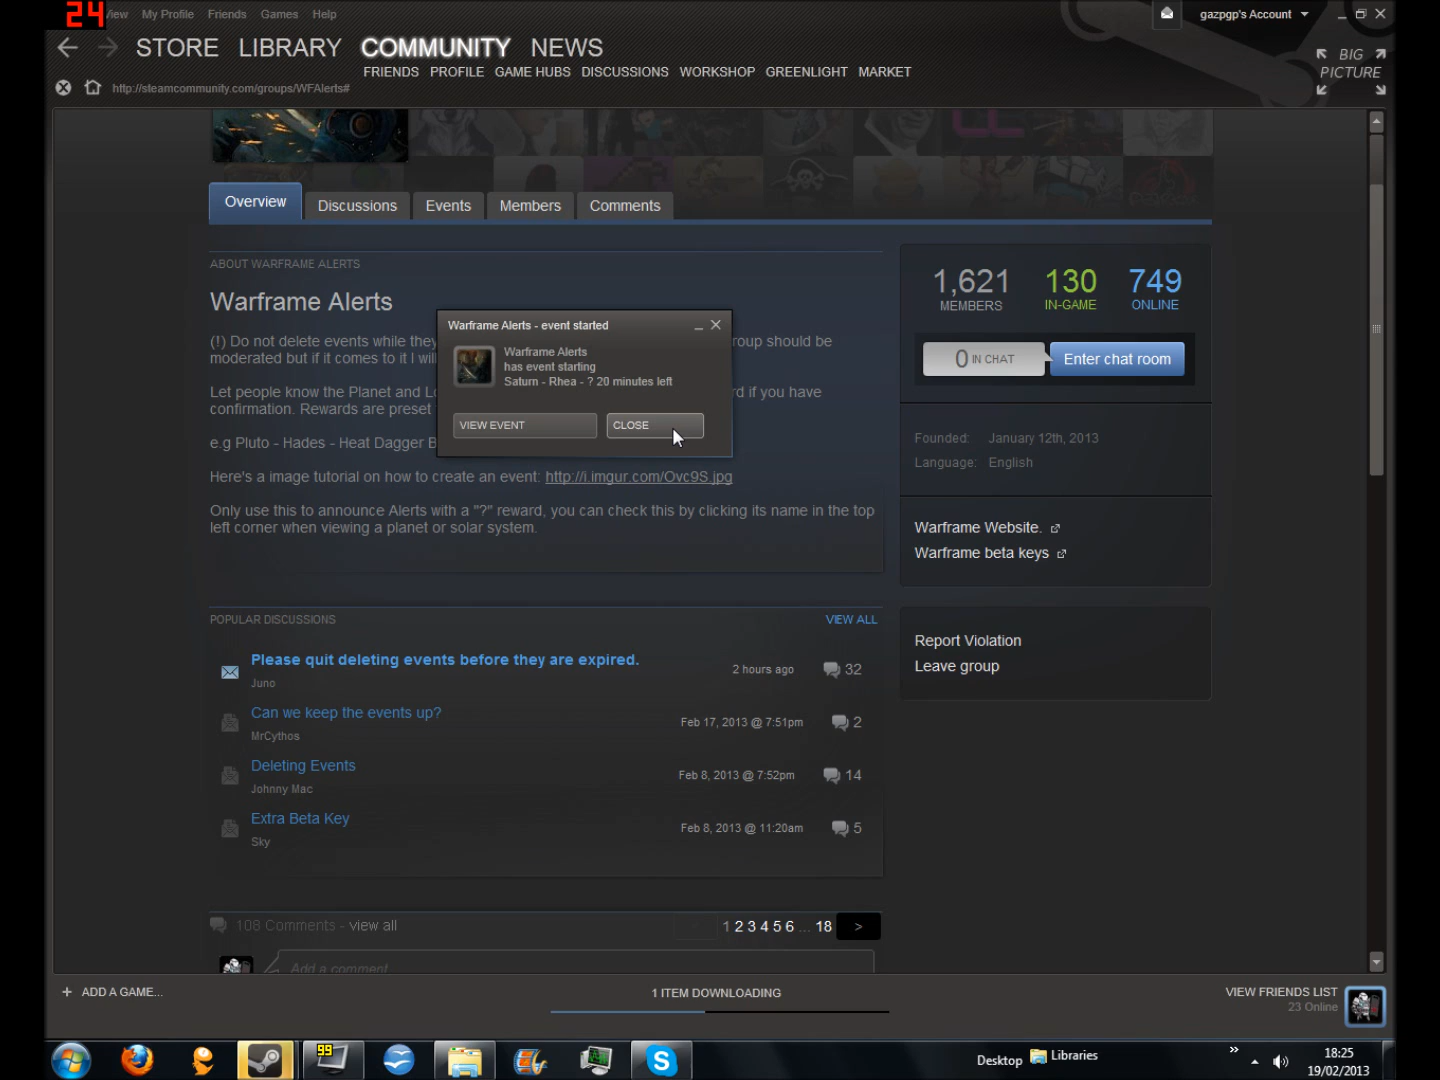 24
View My Profile Friends Games Help
gazpgp's Account
STORE LIBRARY COMMUNITY NEWS
BIG PICTURE
FRIENDS PROFILE GAME HUBS DISCUSSIONS WORKSHOP GREENLIGHT MARKET
http://steamcommunity.com/groups/WFAlerts#
Overview Discussions Events Members Comments
ABOUT WARFRAME ALERTS
Warframe Alerts
(!) Do not delete events while they
roup should be
moderated but if it comes to it I wil
Let people know the Planet and Lo
d if you have
confirmation. Rewards are preset
e.g Pluto - Hades - Heat Dagger B
Here's a image tutorial on how to create an event: http://i.imgur.com/Ovc9S.jpg
Only use this to announce Alerts with a "?" reward, you can check this by clicking its name in the top
left corner when viewing a planet or solar system.
Warframe Alerts - event started
Warframe Alerts
has event starting
Saturn - Rhea - ? 20 minutes left
VIEW EVENT CLOSE
1,621 130 749
MEMBERS IN-GAME ONLINE
0 IN CHAT Enter chat room
Founded: January 12th, 2013
Language: English
Warframe Website.
Warframe beta keys
Report Violation
Leave group
POPULAR DISCUSSIONS VIEW ALL
Please quit deleting events before they are expired.
Juno
2 hours ago 32
Can we keep the events up?
MrCythos
Feb 17, 2013 @ 7:51pm 2
Deleting Events
Johnny Mac
Feb 8, 2013 @ 7:52pm 14
Extra Beta Key
Sky
Feb 8, 2013 @ 11:20am 5
108 Comments - view all
1 2 3 4 5 6 ... 18 >
Add a comment
+ ADD A GAME...
1 ITEM DOWNLOADING
VIEW FRIENDS LIST
23 Online
99
Desktop Libraries
18:25
19/02/2013